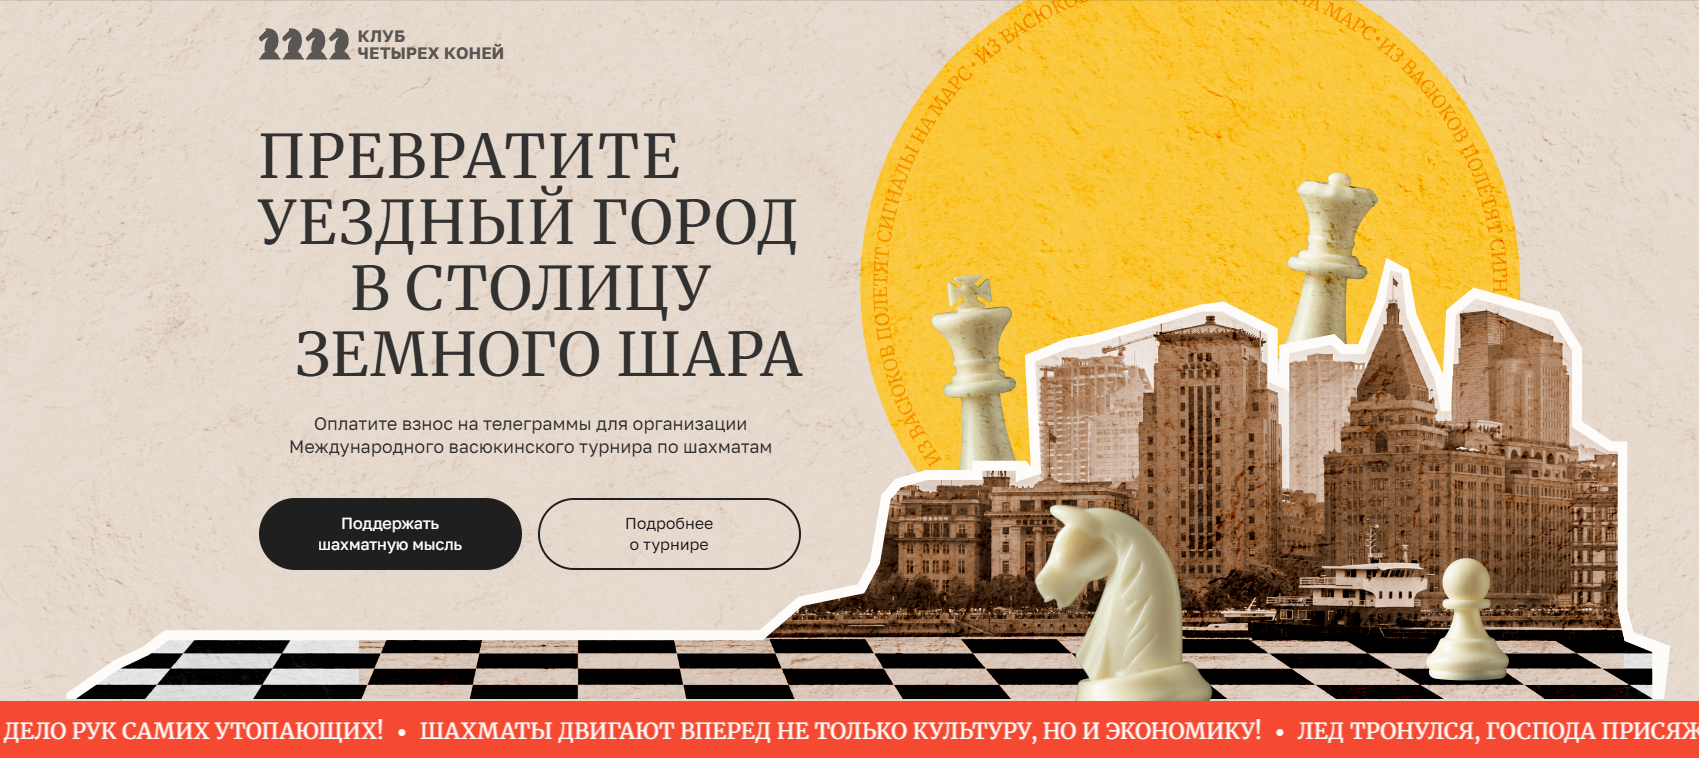 КЛУБ
ЧЕТЫРЕХ КОНЕЙ
ПРЕВРАТИТЕ
УЕЗДНЫЙ ГОРОД
В СТОЛИЦУ
ЗЕМНОГО ШАРА
Оплатите взнос на телеграммы для организации
Международного васюкинского турнира по шахматам
Поддержать
шахматную мысль
Подробнее
о турнире
ИЗ ВАСЮКОВ ПОЛЕТЯТ СИГНАЛЫ НА МАРС · ИЗ ВАСЮКОВ
НА МАРС · ИЗ ВАСЮКОВ ПОЛЕТЯТ СИГН
ДЕЛО РУК САМИХ УТОПАЮЩИХ! • ШАХМАТЫ ДВИГАЮТ ВПЕРЕД НЕ ТОЛЬКО КУЛЬТУРУ, НО И ЭКОНОМИКУ! • ЛЕД ТРОНУЛСЯ, ГОСПОДА ПРИСЯЖ